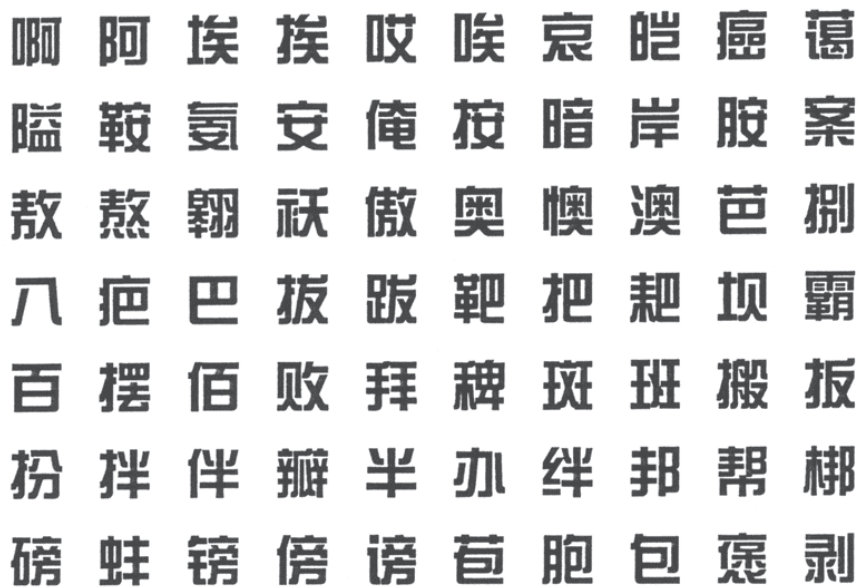 啊阿埃挨哎唉哀皑癌蔼
隘鞍氨安俺按暗岸胺案
敖熬翱袄傲奥懊澳芭捌
八疤巴拔跋靶把耙坝霸
百摆佰败拜稗斑班搬扳
扮拌伴瓣半办绊邦帮梆
磅蚌镑傍谤苞胞包褒剥